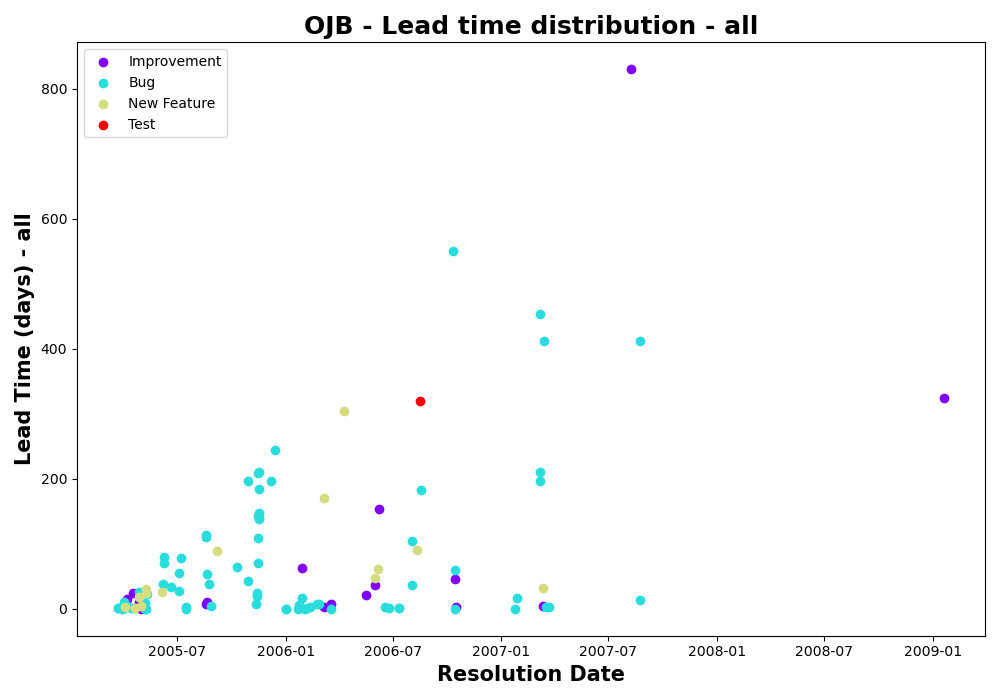 OJB - Lead time distribution - all
Improvement
Bug
New Feature
Test
Lead Time (days) - all
800
600
400
200
0
2005-07 2006-01 2006-07 2007-01 2007-07 2008-01 2008-07 2009-01
Resolution Date